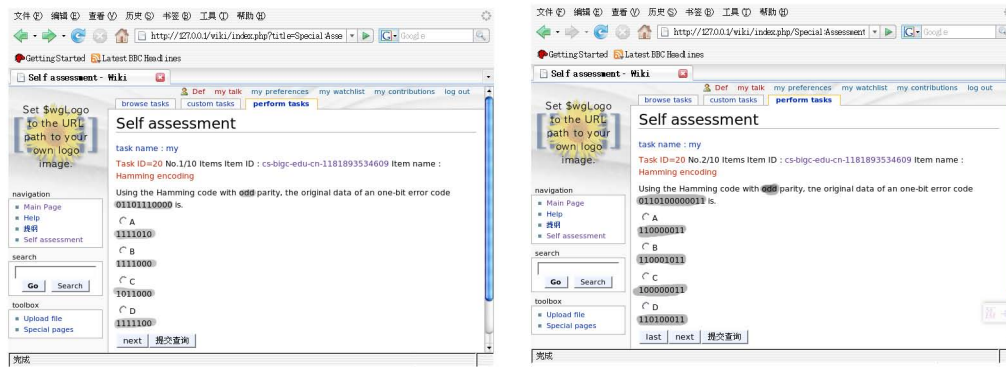 文件(F) 编辑(E) 查看(V) 历史(S) 书签(B) 工具(T) 帮助(H)
http://127.0.0.1/wiki/index.php?title=Special:Asse
Google
Getting Started Latest BBC Headlines
Self assessment - Wiki
Def my talk my preferences my watchlist my contributions log out
browse tasks custom tasks perform tasks
Set $wgLogo
to the URL
path to your
own logo
image.
Self assessment
task name : my
Task ID=20 No.1/10 Items Item ID : cs-bigc-edu-cn-1181893534609 Item name :
Hamming encoding
Using the Hamming code with odd parity, the original data of an one-bit error code
01101110000 is.
A
1111010
B
1111000
C
1011000
D
1111100
next 提交查询
navigation
Main Page
Help
Self assessment
search
Go Search
toolbox
Upload file
Special pages
完成
文件(F) 编辑(E) 查看(V) 历史(S) 书签(B) 工具(T) 帮助(H)
http://127.0.0.1/wiki/index.php/Special:Assessment
Google
Getting Started Latest BBC Headlines
Self assessment - Wiki
Def my talk my preferences my watchlist my contributions log out
browse tasks custom tasks perform tasks
Set $wgLogo
to the URL
path to your
own logo
image.
Self assessment
task name : my
Task ID=20 No.2/10 Items Item ID : cs-bigc-edu-cn-1181893534609 Item name :
Hamming encoding
Using the Hamming code with odd parity, the original data of an one-bit error code
0110100000011 is.
A
110000011
B
110001011
C
100000011
D
110100011
last next 提交查询
navigation
Main Page
Help
Self assessment
search
Go Search
toolbox
Upload file
Special pages
完成